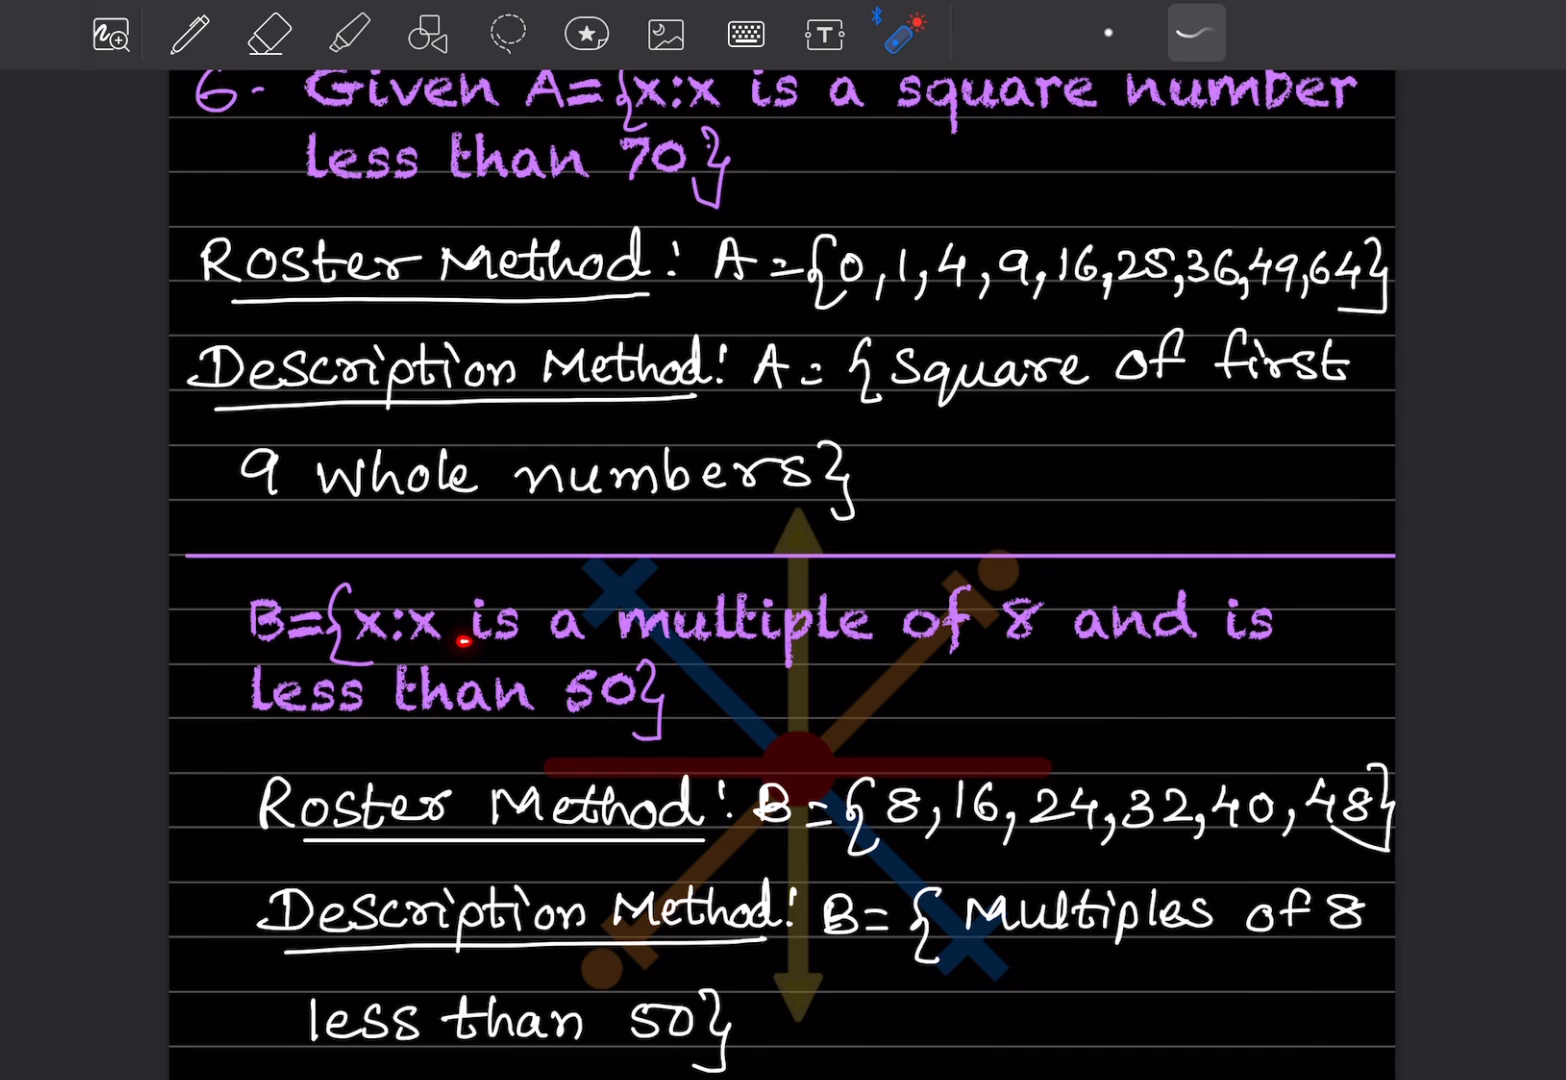 6. Given A={x:x is a square number
less than 70}
Roster Method: A={0,1,4,9,16,25,36,49,64}
Description Method: A={Square of first
9 whole numbers}
B={x:x is a multiple of 8 and is
less than 50}
Roster Method: B={8,16,24,32,40,48}
Description Method: B={Multiples of 8
less than 50}